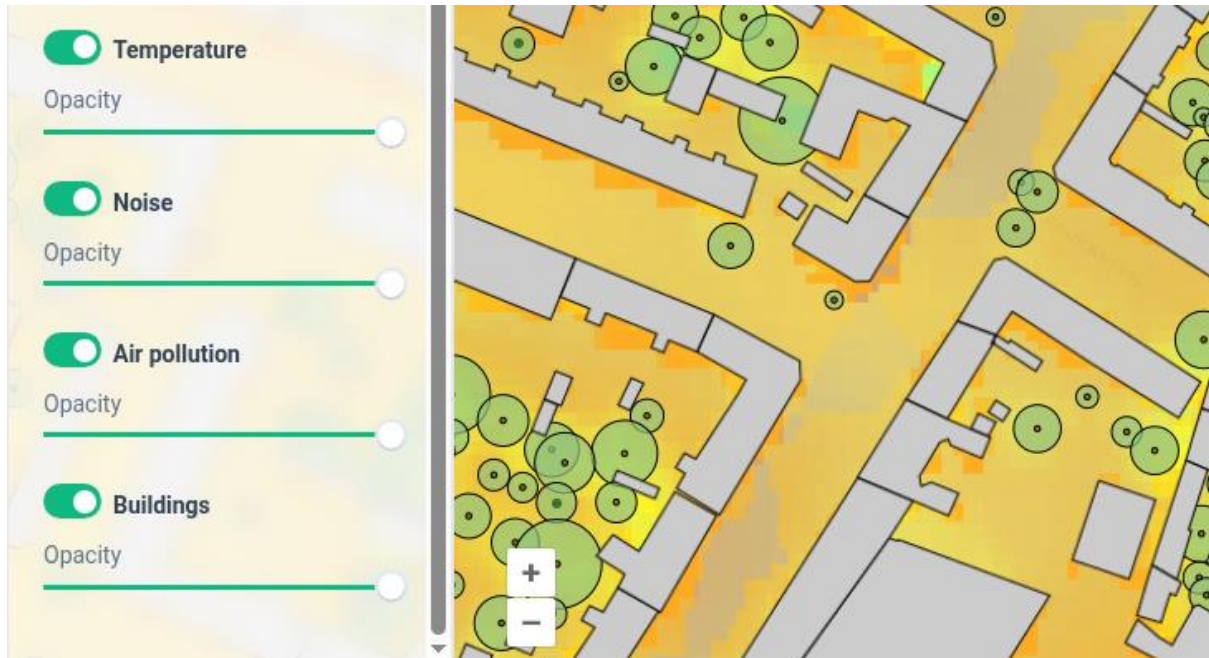 Temperature
Opacity
Noise
Opacity
Air pollution
Opacity
Buildings
Opacity
+
−